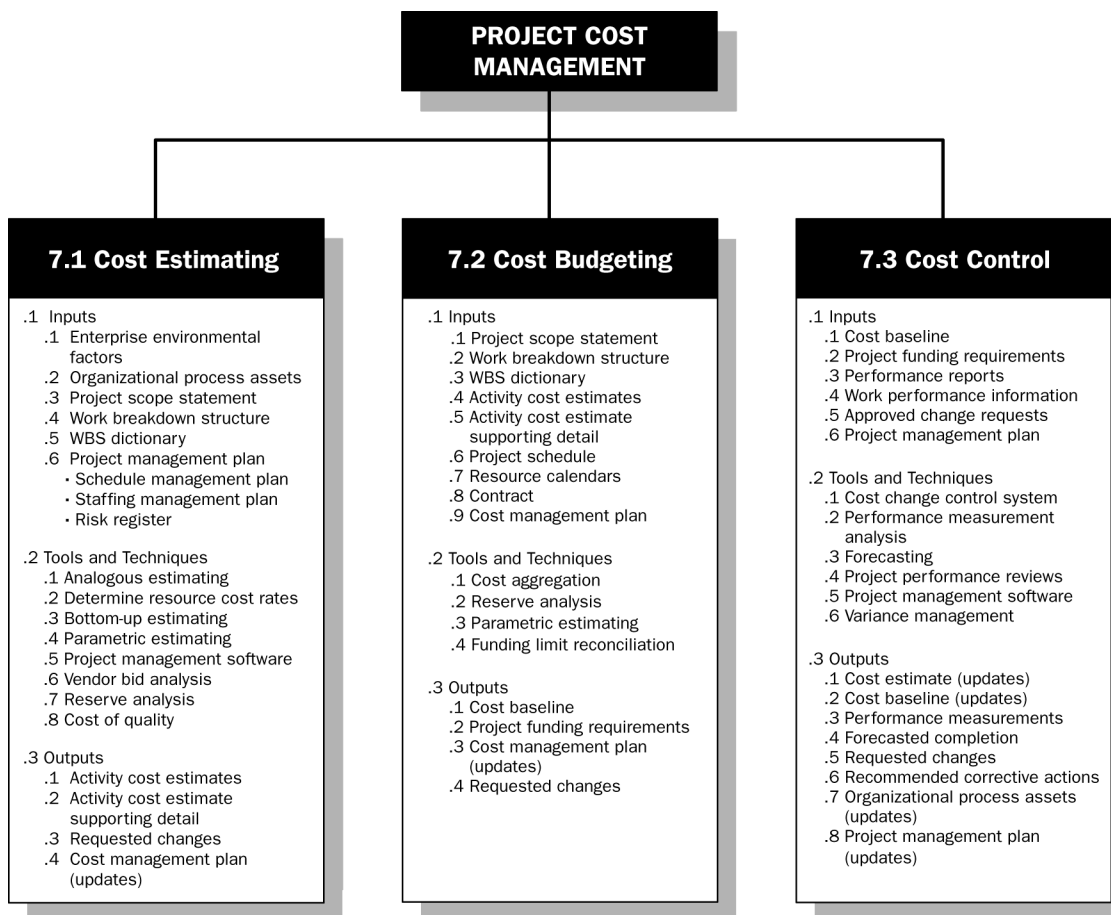 PROJECT COST
MANAGEMENT
7.1 Cost Estimating
.1 Inputs
.1 Enterprise environmental
factors
.2 Organizational process assets
.3 Project scope statement
.4 Work breakdown structure
.5 WBS dictionary
.6 Project management plan
· Schedule management plan
· Staffing management plan
· Risk register
.2 Tools and Techniques
.1 Analogous estimating
.2 Determine resource cost rates
.3 Bottom-up estimating
.4 Parametric estimating
.5 Project management software
.6 Vendor bid analysis
.7 Reserve analysis
.8 Cost of quality
.3 Outputs
.1 Activity cost estimates
.2 Activity cost estimate
supporting detail
.3 Requested changes
.4 Cost management plan
(updates)
7.2 Cost Budgeting
.1 Inputs
.1 Project scope statement
.2 Work breakdown structure
.3 WBS dictionary
.4 Activity cost estimates
.5 Activity cost estimate
supporting detail
.6 Project schedule
.7 Resource calendars
.8 Contract
.9 Cost management plan
.2 Tools and Techniques
.1 Cost aggregation
.2 Reserve analysis
.3 Parametric estimating
.4 Funding limit reconciliation
.3 Outputs
.1 Cost baseline
.2 Project funding requirements
.3 Cost management plan
(updates)
.4 Requested changes
7.3 Cost Control
.1 Inputs
.1 Cost baseline
.2 Project funding requirements
.3 Performance reports
.4 Work performance information
.5 Approved change requests
.6 Project management plan
.2 Tools and Techniques
.1 Cost change control system
.2 Performance measurement
analysis
.3 Forecasting
.4 Project performance reviews
.5 Project management software
.6 Variance management
.3 Outputs
.1 Cost estimate (updates)
.2 Cost baseline (updates)
.3 Performance measurements
.4 Forecasted completion
.5 Requested changes
.6 Recommended corrective actions
.7 Organizational process assets
(updates)
.8 Project management plan
(updates)